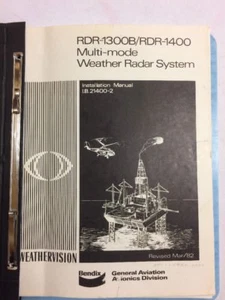 RDR-1300B/RDR-1400
Multi-mode
Weather Radar System
Installation Manual
I.B. 21400-2
WEATHERVISION
Revised Mar/82
Bendix
General Aviation
Avionics Division